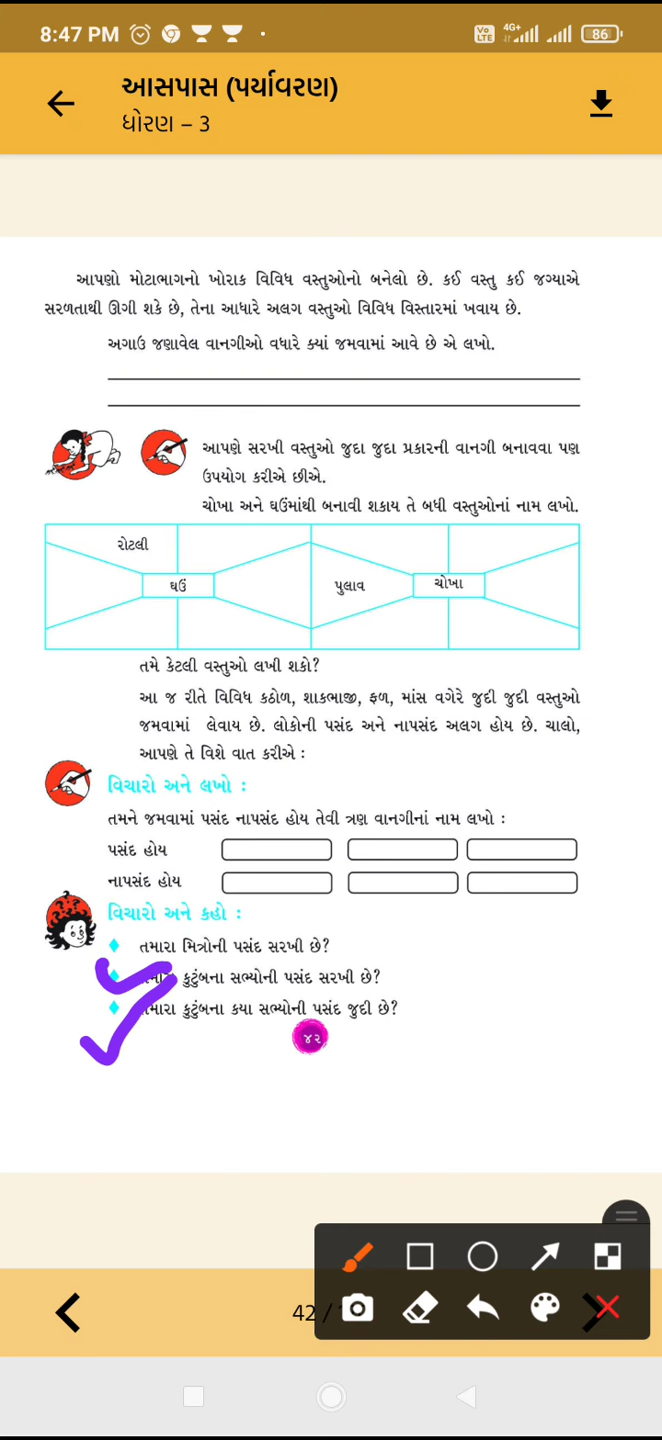 8:47 PM
Vo LTE 4G+ 86
આસપાસ (પર્યાવરણ)
ધોરણ – 3
આપણો મોટાભાગનો ખોરાક વિવિધ વસ્તુઓનો બનેલો છે. કઈ વસ્તુ કઈ જગ્યાએ
સરળતાથી ઊગી શકે છે, તેના આધારે અલગ વસ્તુઓ વિવિધ વિસ્તારમાં ખવાય છે.
અગાઉ જણાવેલ વાનગીઓ વધારે ક્યાં જમવામાં આવે છે એ લખો.
આપણે સરખી વસ્તુઓ જુદા જુદા પ્રકારની વાનગી બનાવવા પણ
ઉપયોગ કરીએ છીએ.
ચોખા અને ઘઉંમાંથી બનાવી શકાય તે બધી વસ્તુઓનાં નામ લખો.
રોટલી
ઘઉં
પુલાવ
ચોખા
તમે કેટલી વસ્તુઓ લખી શકો?
આ જ રીતે વિવિધ કઠોળ, શાકભાજી, ફળ, માંસ વગેરે જુદી જુદી વસ્તુઓ
જમવામાં લેવાય છે. લોકોની પસંદ અને નાપસંદ અલગ હોય છે. ચાલો,
આપણે તે વિશે વાત કરીએ :
વિચારો અને લખો :
તમને જમવામાં પસંદ નાપસંદ હોય તેવી ત્રણ વાનગીનાં નામ લખો :
પસંદ હોય
નાપસંદ હોય
વિચારો અને કહો :
તમારા મિત્રોની પસંદ સરખી છે?
કુટુંબના સભ્યોની પસંદ સરખી છે?
તમારા કુટુંબના કયા સભ્યોની પસંદ જુદી છે?
૪૨
42 /